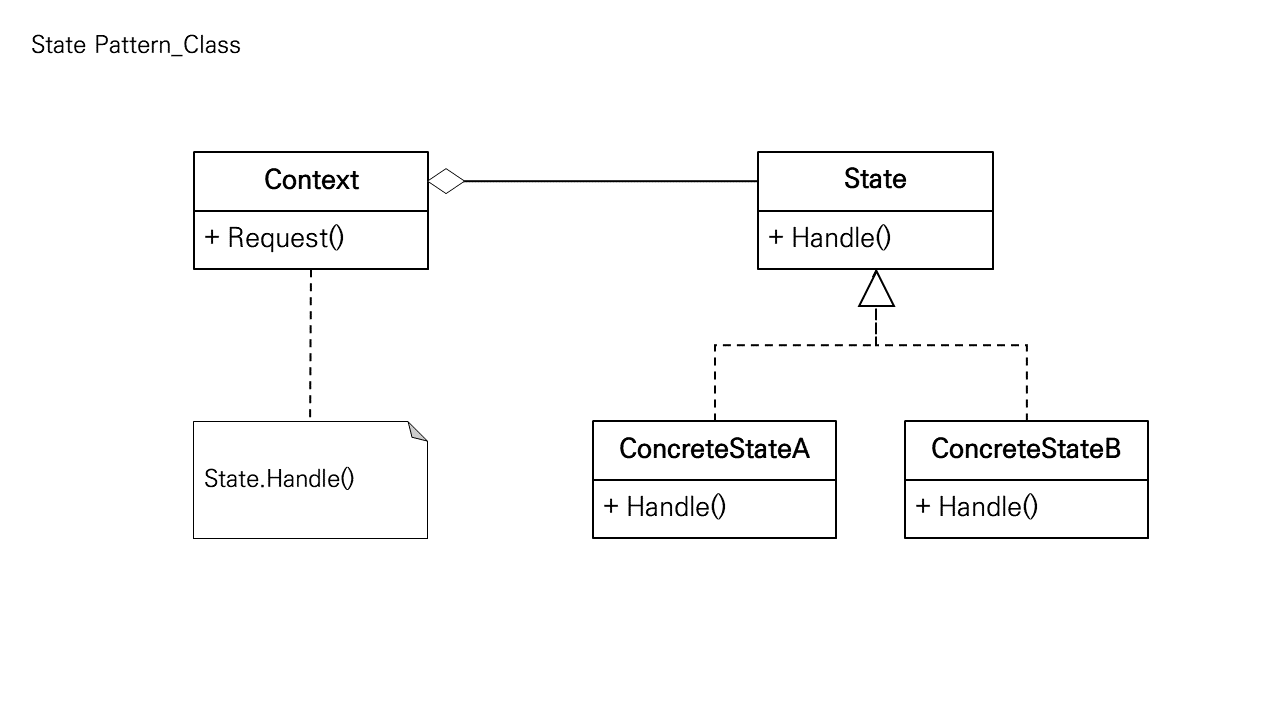 State Pattern_Class
Context
+ Request()
State
+ Handle()
State.Handle()
ConcreteStateA
+ Handle()
ConcreteStateB
+ Handle()